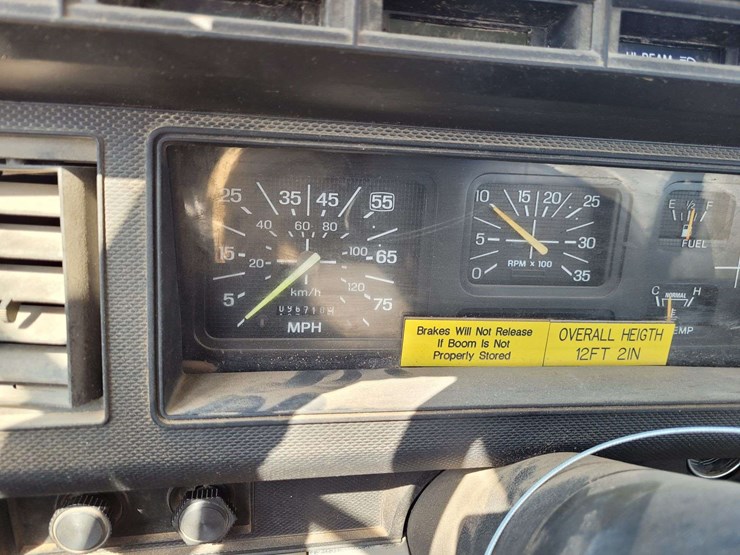 HI BEAM
25 35 45 55
40 60 80
15 20 100 65
km/h 120
5 75
MPH
10 15 20 25
5 30
RPM X 100
0 35
E ½ F
FUEL
C NORMAL H
EMP
Brakes Will Not Release
If Boom Is Not
Properly Stored
OVERALL HEIGTH
12FT 2IN